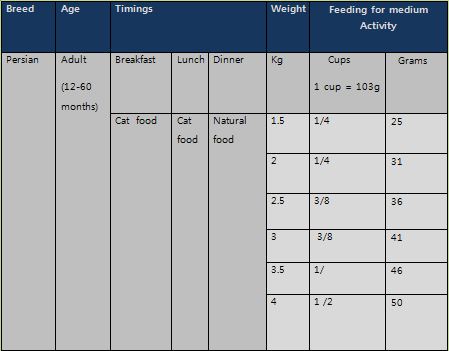 Breed Age Timings Weight Feeding for medium
Activity
Persian Adult Breakfast Lunch Dinner Kg Cups Grams
(12-60 1 cup = 103g
months)
Cat food Cat Natural 1.5 1/4 25
food food
2 1/4 31
2.5 3/8 36
3 3/8 41
3.5 1/ 46
4 1 /2 50